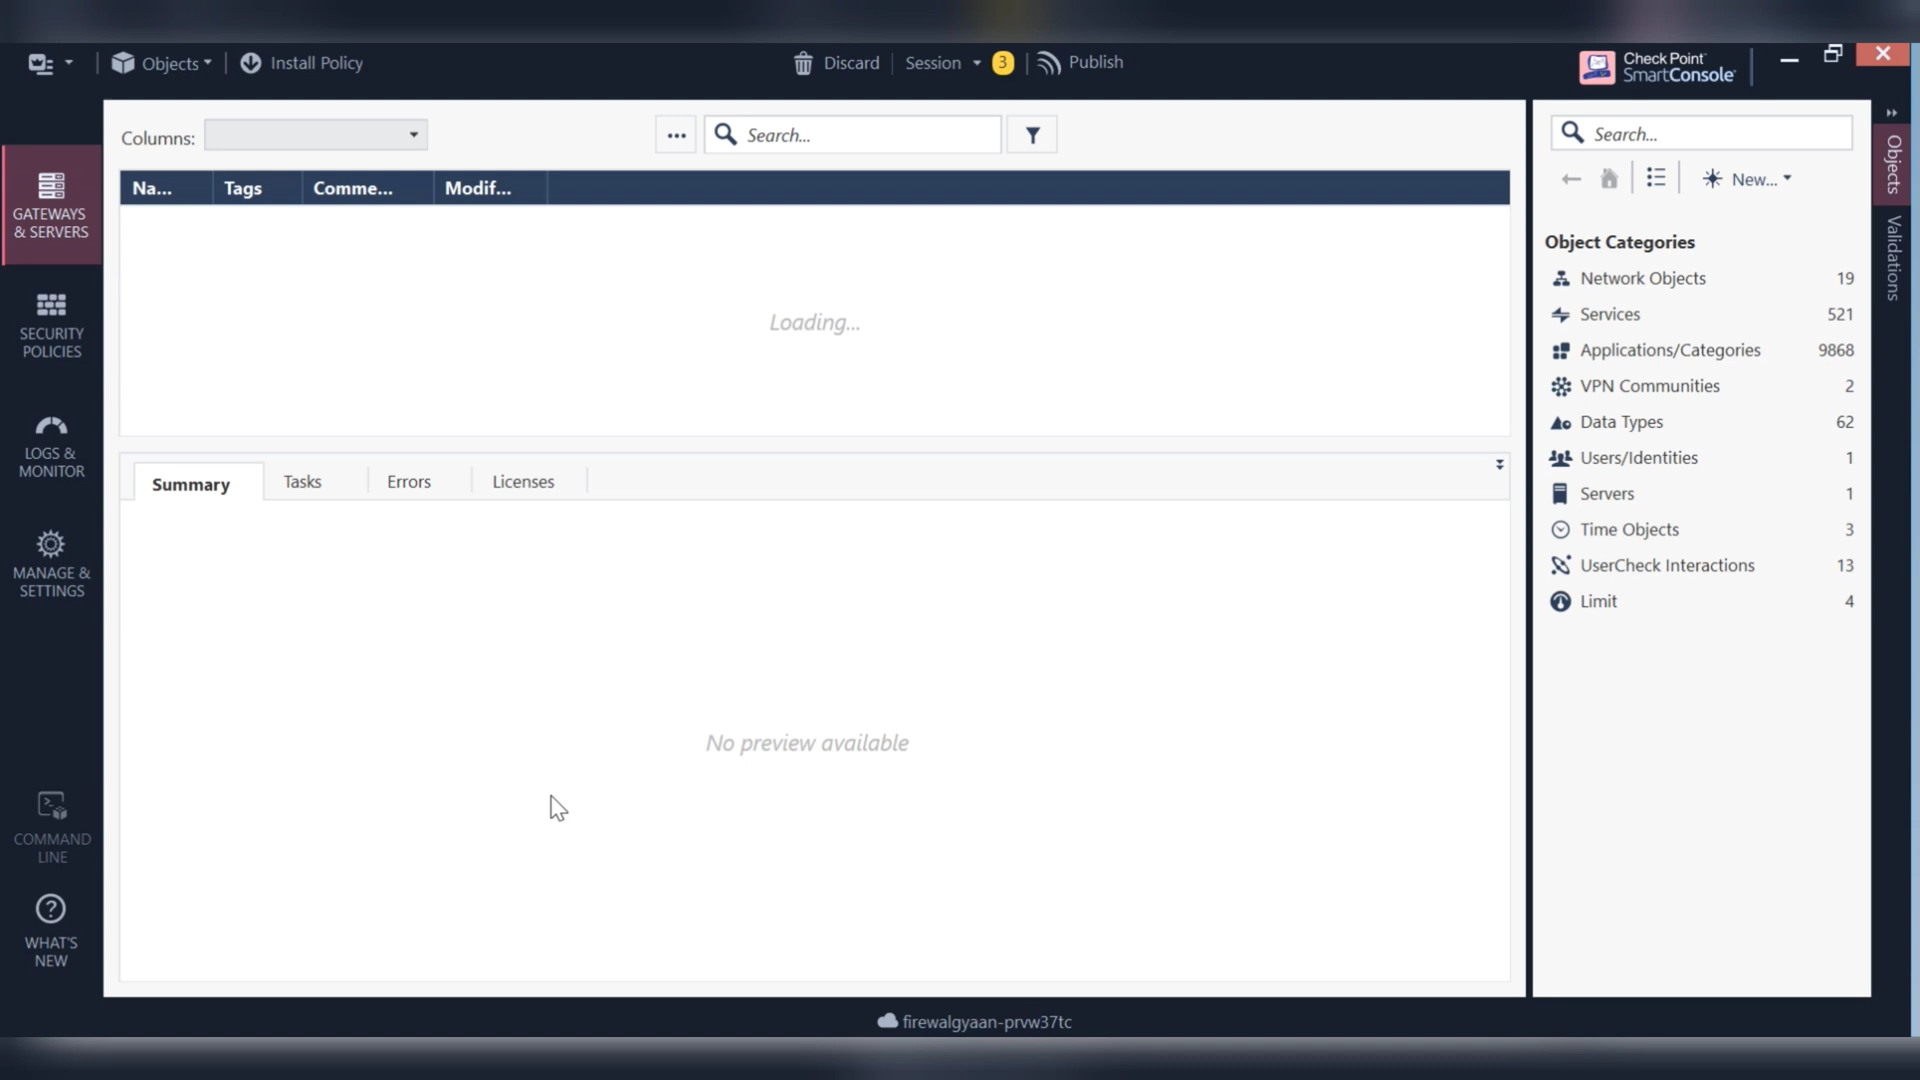 Objects
Install Policy
Discard
Session
3
Publish
Check Point
SmartConsole
Columns:
Search...
Na...
Tags
Comme...
Modif...
Loading...
Summary
Tasks
Errors
Licenses
No preview available
GATEWAYS
& SERVERS
SECURITY
POLICIES
LOGS &
MONITOR
MANAGE &
SETTINGS
COMMAND
LINE
WHAT'S
NEW
Search...
New...
Object Categories
Network Objects 19
Services 521
Applications/Categories 9868
VPN Communities 2
Data Types 62
Users/Identities 1
Servers 1
Time Objects 3
UserCheck Interactions 13
Limit 4
Objects
Validations
firewalgyaan-prvw37tc